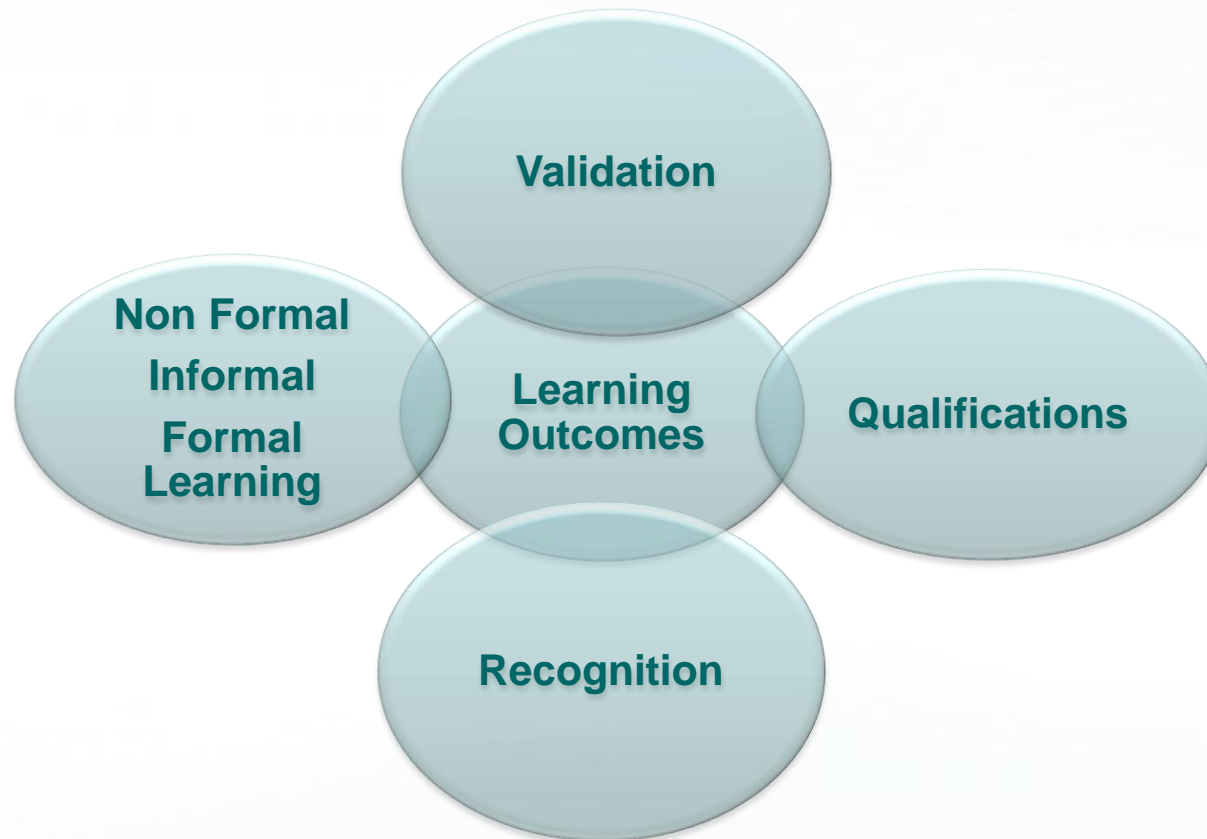 Validation
Non Formal
Informal
Formal
Learning
Learning
Outcomes
Qualifications
Recognition